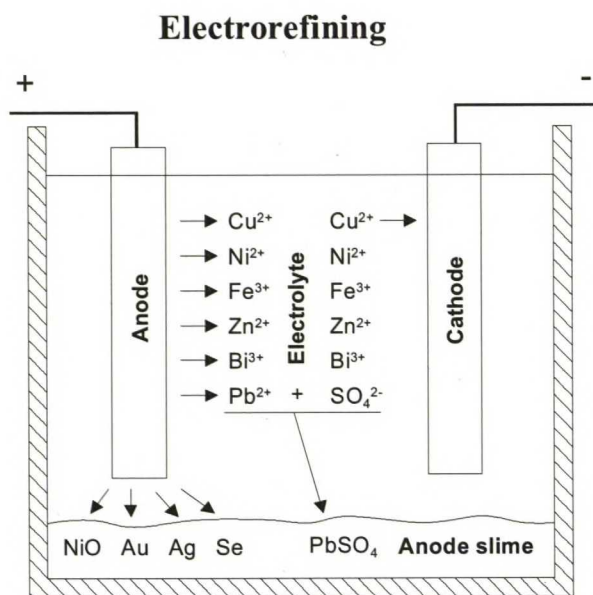 Electrorefining
+ -
Anode
Cu²⁺ Cu²⁺
Ni²⁺ Ni²⁺
Fe³⁺ Fe³⁺
Zn²⁺ Zn²⁺
Bi³⁺ Bi³⁺
Pb²⁺ + SO₄²⁻
Electrolyte
Cathode
NiO Au Ag Se PbSO₄ Anode slime